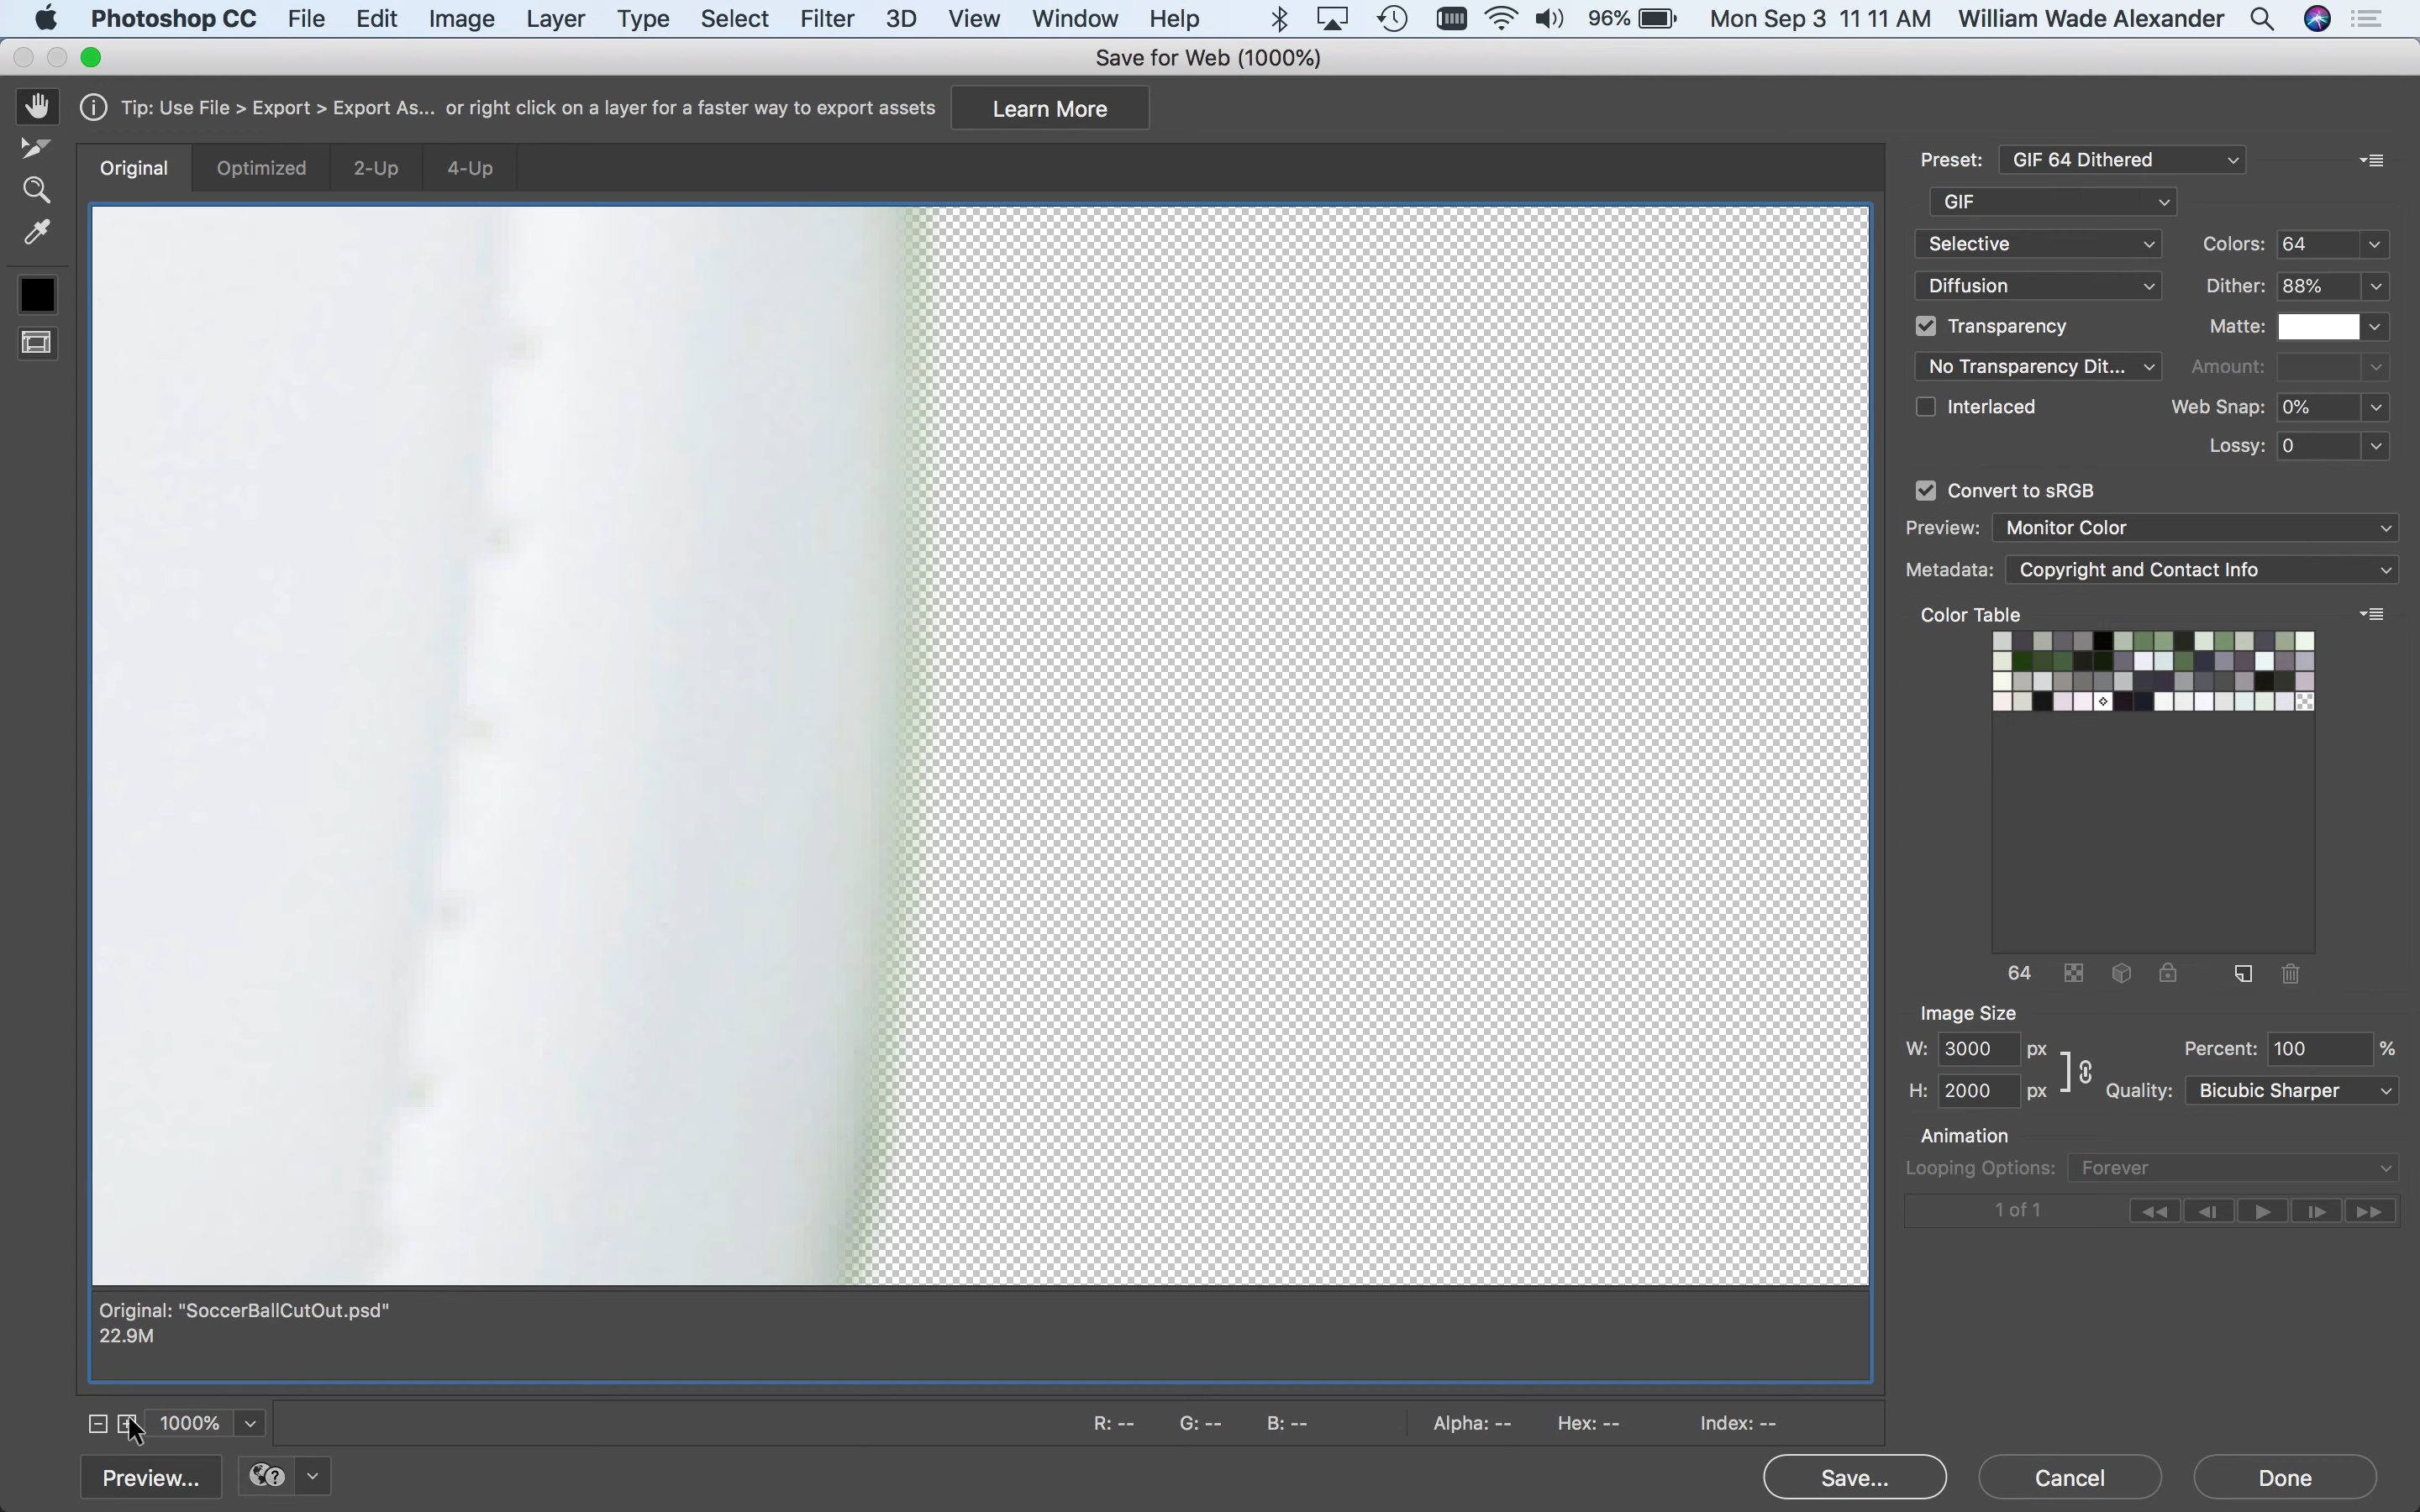 Photoshop CC File Edit Image Layer Type Select Filter 3D View Window Help 96% Mon Sep 3 11 11 AM William Wade Alexander
Save for Web (1000%)
Tip: Use File > Export > Export As... or right click on a layer for a faster way to export assets Learn More
Original Optimized 2-Up 4-Up
Preset: GIF 64 Dithered
GIF
Selective Colors: 64
Diffusion Dither: 88%
Transparency Matte:
No Transparency Dit... Amount:
Interlaced Web Snap: 0%
Lossy: 0
Convert to sRGB
Preview: Monitor Color
Metadata: Copyright and Contact Info
Color Table
64
Image Size
W: 3000 px Percent: 100 %
H: 2000 px Quality: Bicubic Sharper
Animation
Looping Options: Forever
1 of 1
Original: "SoccerBallCutOut.psd"
22.9M
1000% R: -- G: -- B: -- Alpha: -- Hex: -- Index: --
Preview... Save... Cancel Done